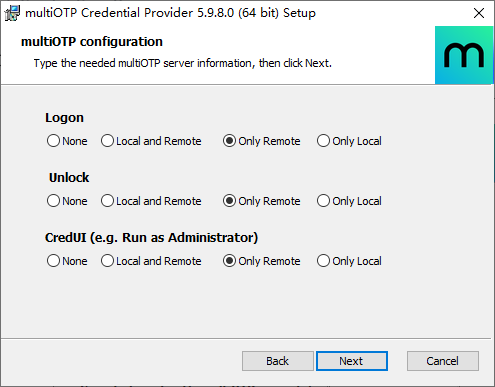 multiOTP Credential Provider 5.9.8.0 (64 bit) Setup
multiOTP configuration
Type the needed multiOTP server information, then click Next.
m
Logon
None Local and Remote Only Remote Only Local
Unlock
None Local and Remote Only Remote Only Local
CredUI (e.g. Run as Administrator)
None Local and Remote Only Remote Only Local
Back Next Cancel